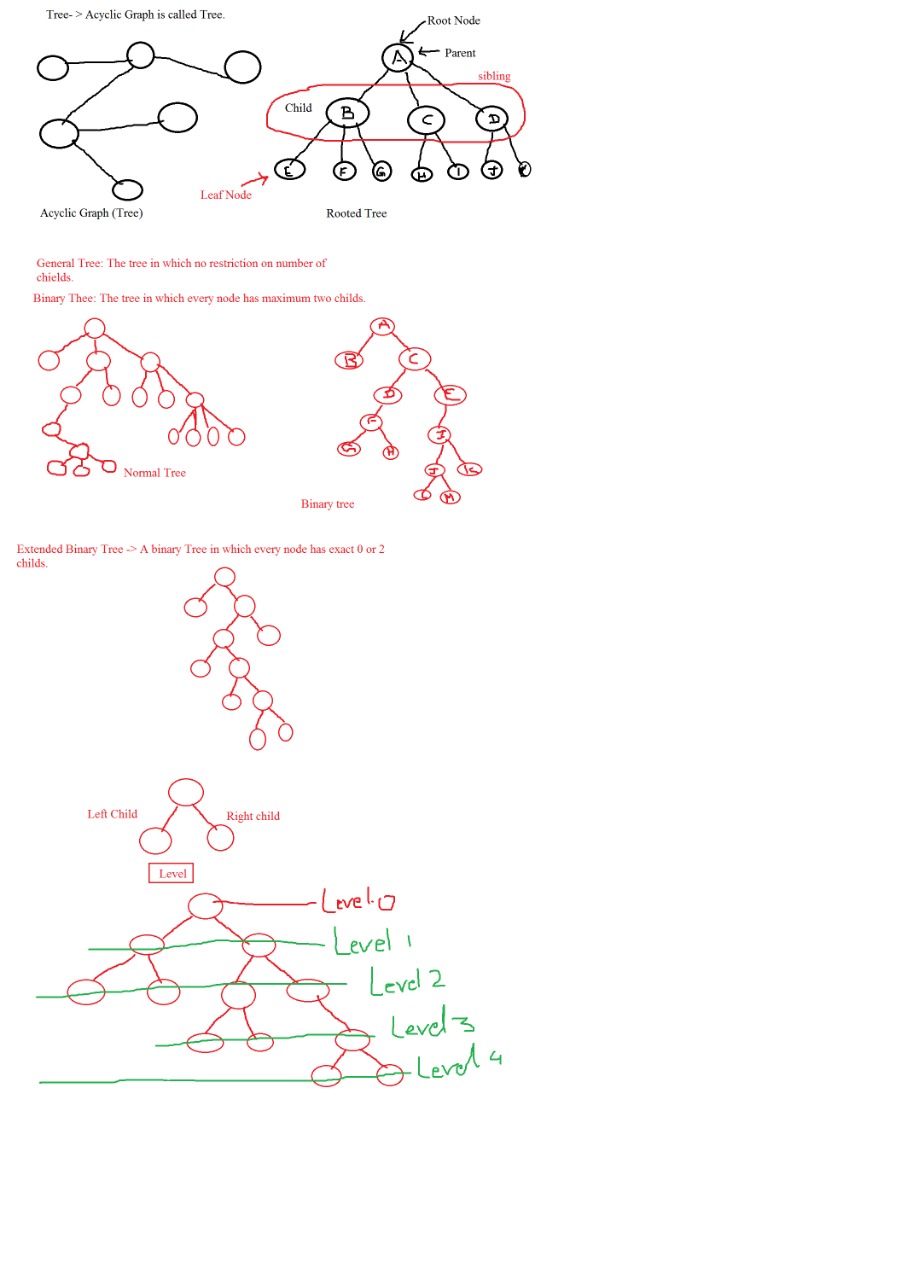 Tree- > Acyclic Graph is called Tree.
Root Node
A
Parent
sibling
Child
B
C
D
E
F
G
H
I
J
K
Leaf Node
Acyclic Graph (Tree)
Rooted Tree
General Tree: The tree in which no restriction on number of
chields.
Binary Thee: The tree in which every node has maximum two childs.
A
B
C
D
E
F
I
G
H
J
K
L
M
Normal Tree
Binary tree
Extended Binary Tree -> A binary Tree in which every node has exact 0 or 2
childs.
Left Child
Right child
Level
Level.0
Level 1
Level 2
Level 3
Level 4